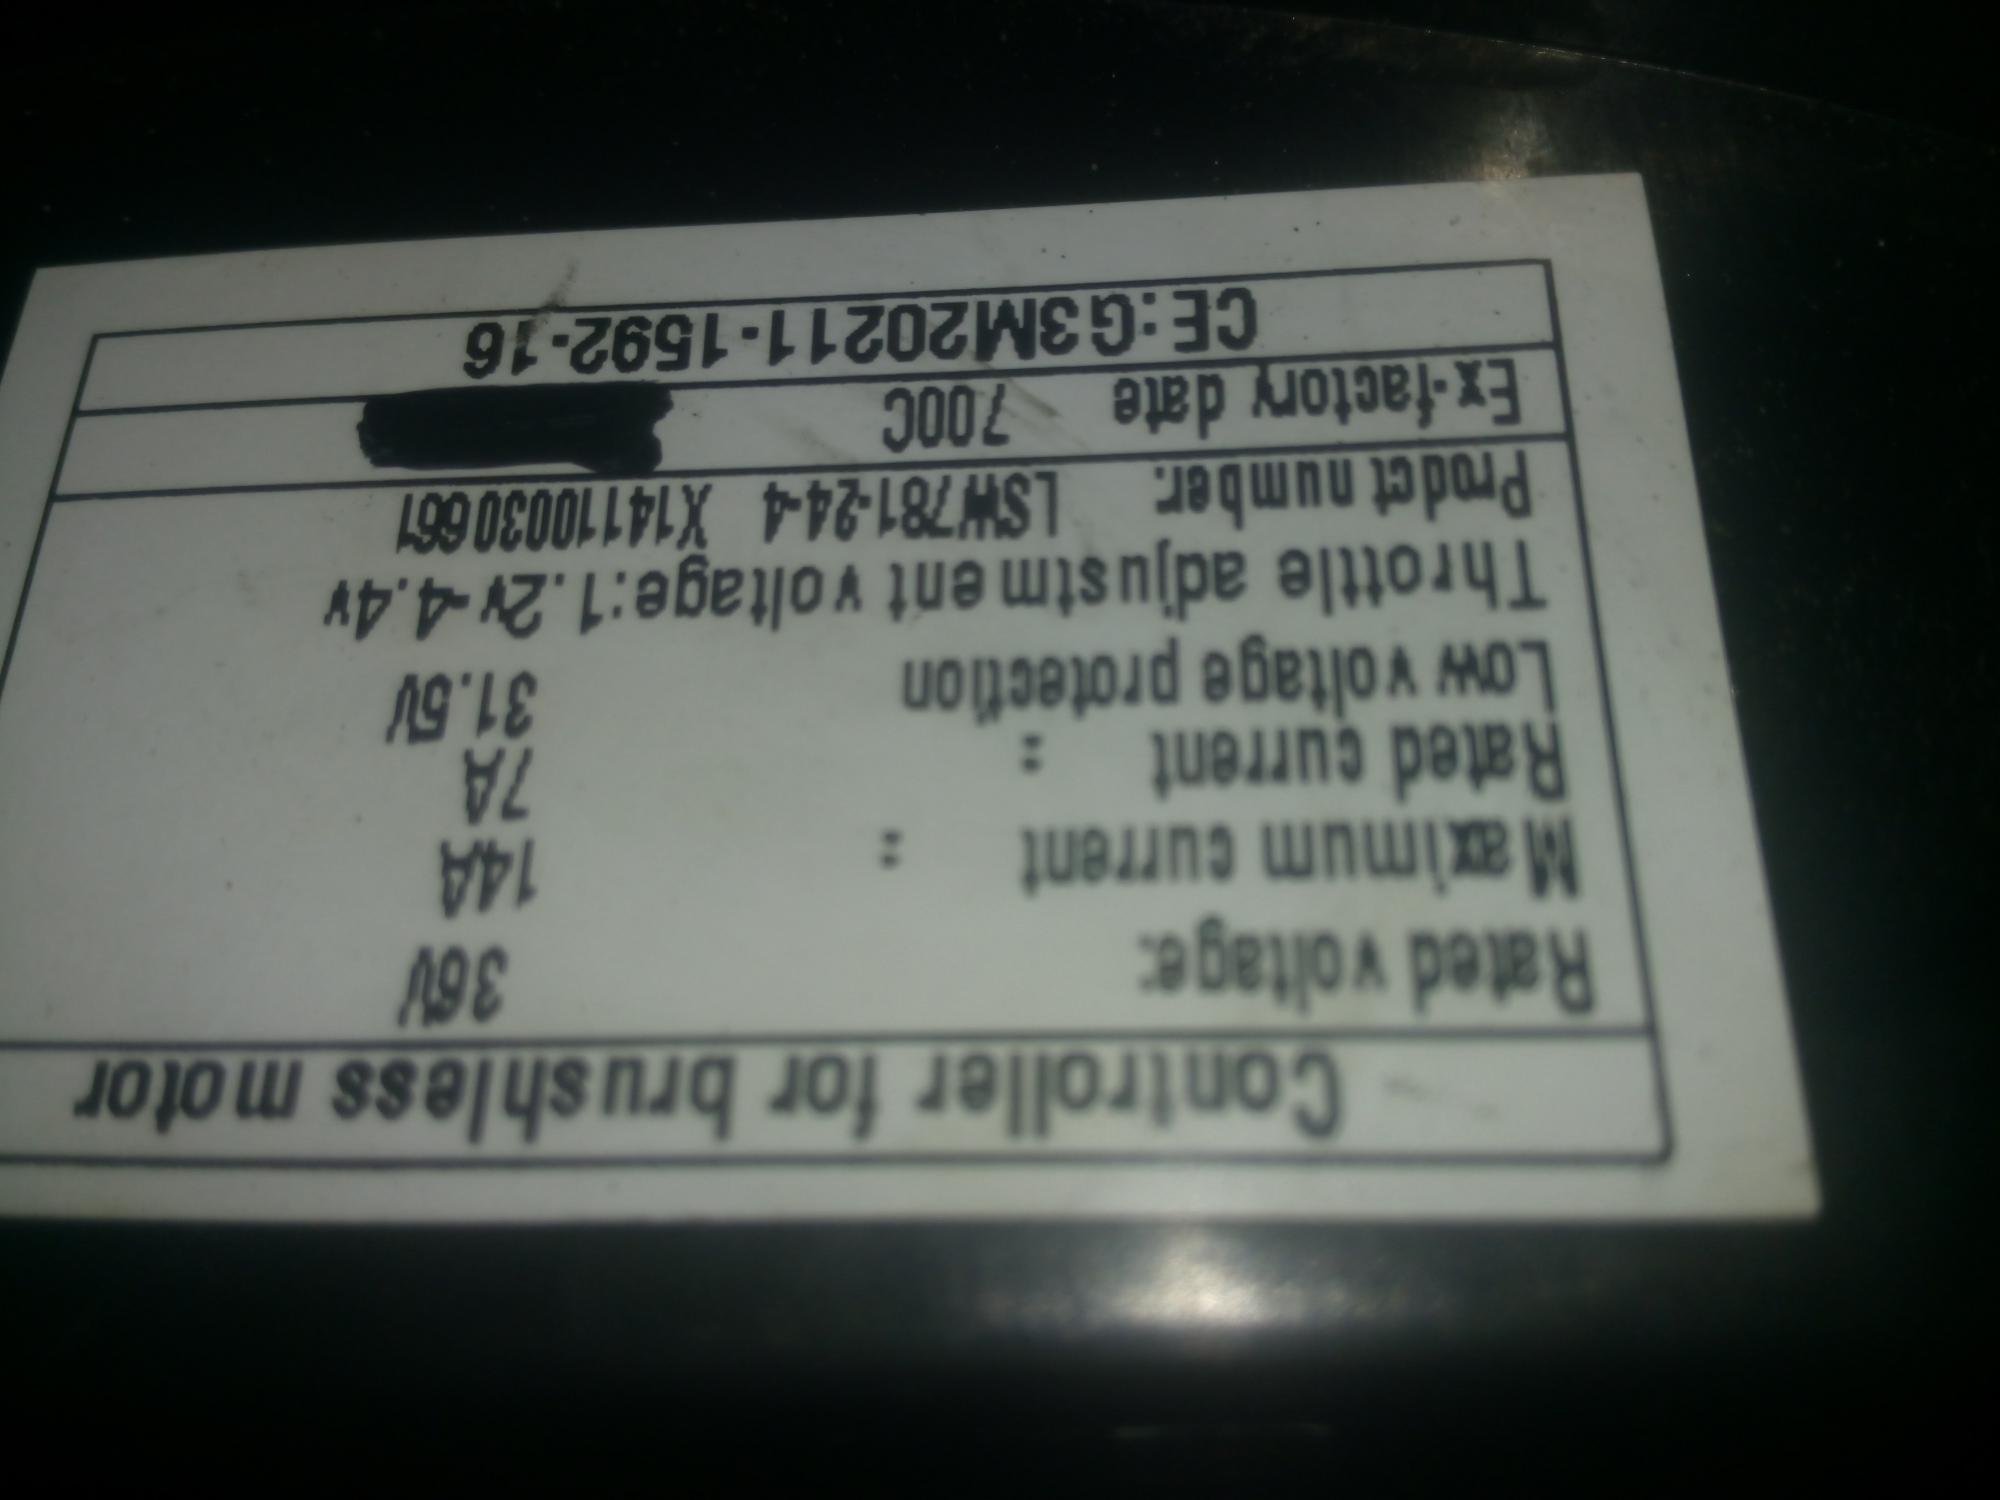 Controller for brushless motor
Rated voltage: 36V
Maximum current : 14A
Rated current : 7A
Low voltage protection 31.5V
Throttle adjustment voltage:1.2v-4.4v
Prodct number: LSW781-24-4 X14110030661
Ex-factory date 700C
CE:G3M20211-1592-16